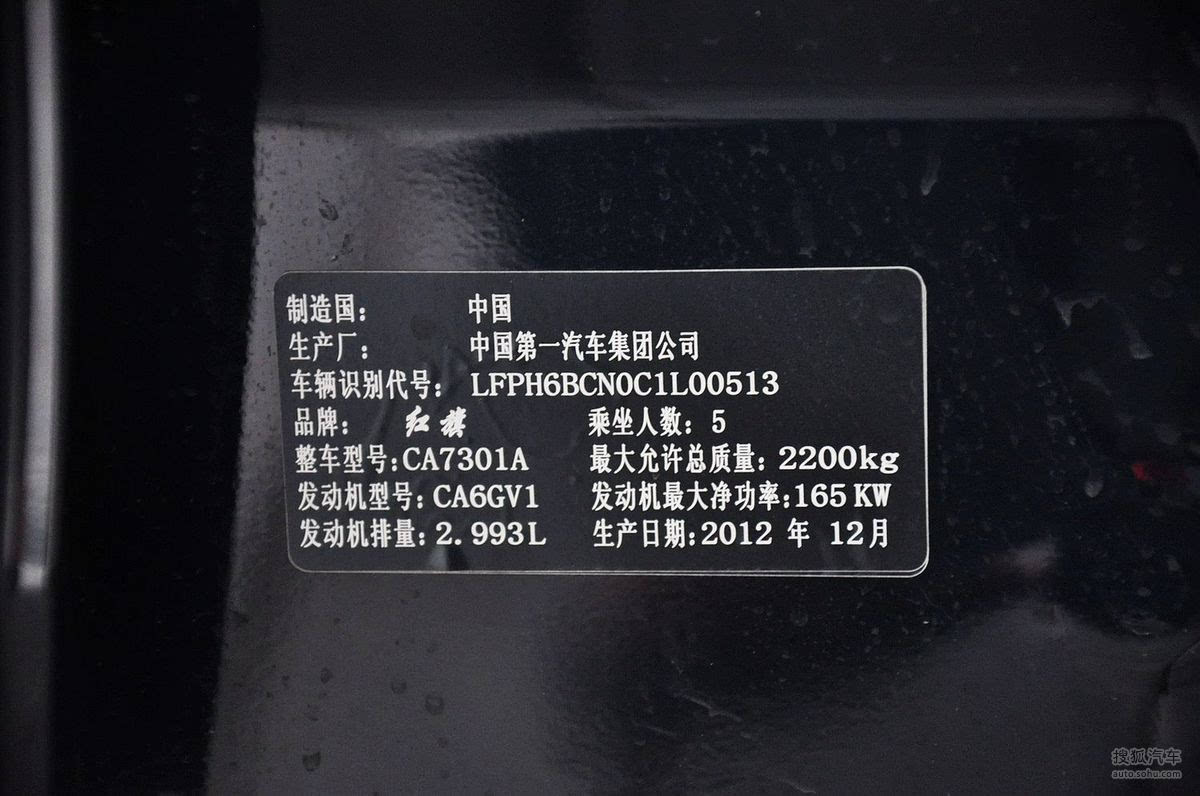 制造国： 中国
生产厂： 中国第一汽车集团公司
车辆识别代号： LFPH6BCN0C1L00513
品牌： 红旗 乘坐人数: 5
整车型号:CA7301A 最大允许总质量: 2200kg
发动机型号: CA6GV1 发动机最大净功率:165 KW
发动机排量: 2.993L 生产日期:2012 年 12月
搜狐汽车
auto.sohu.com